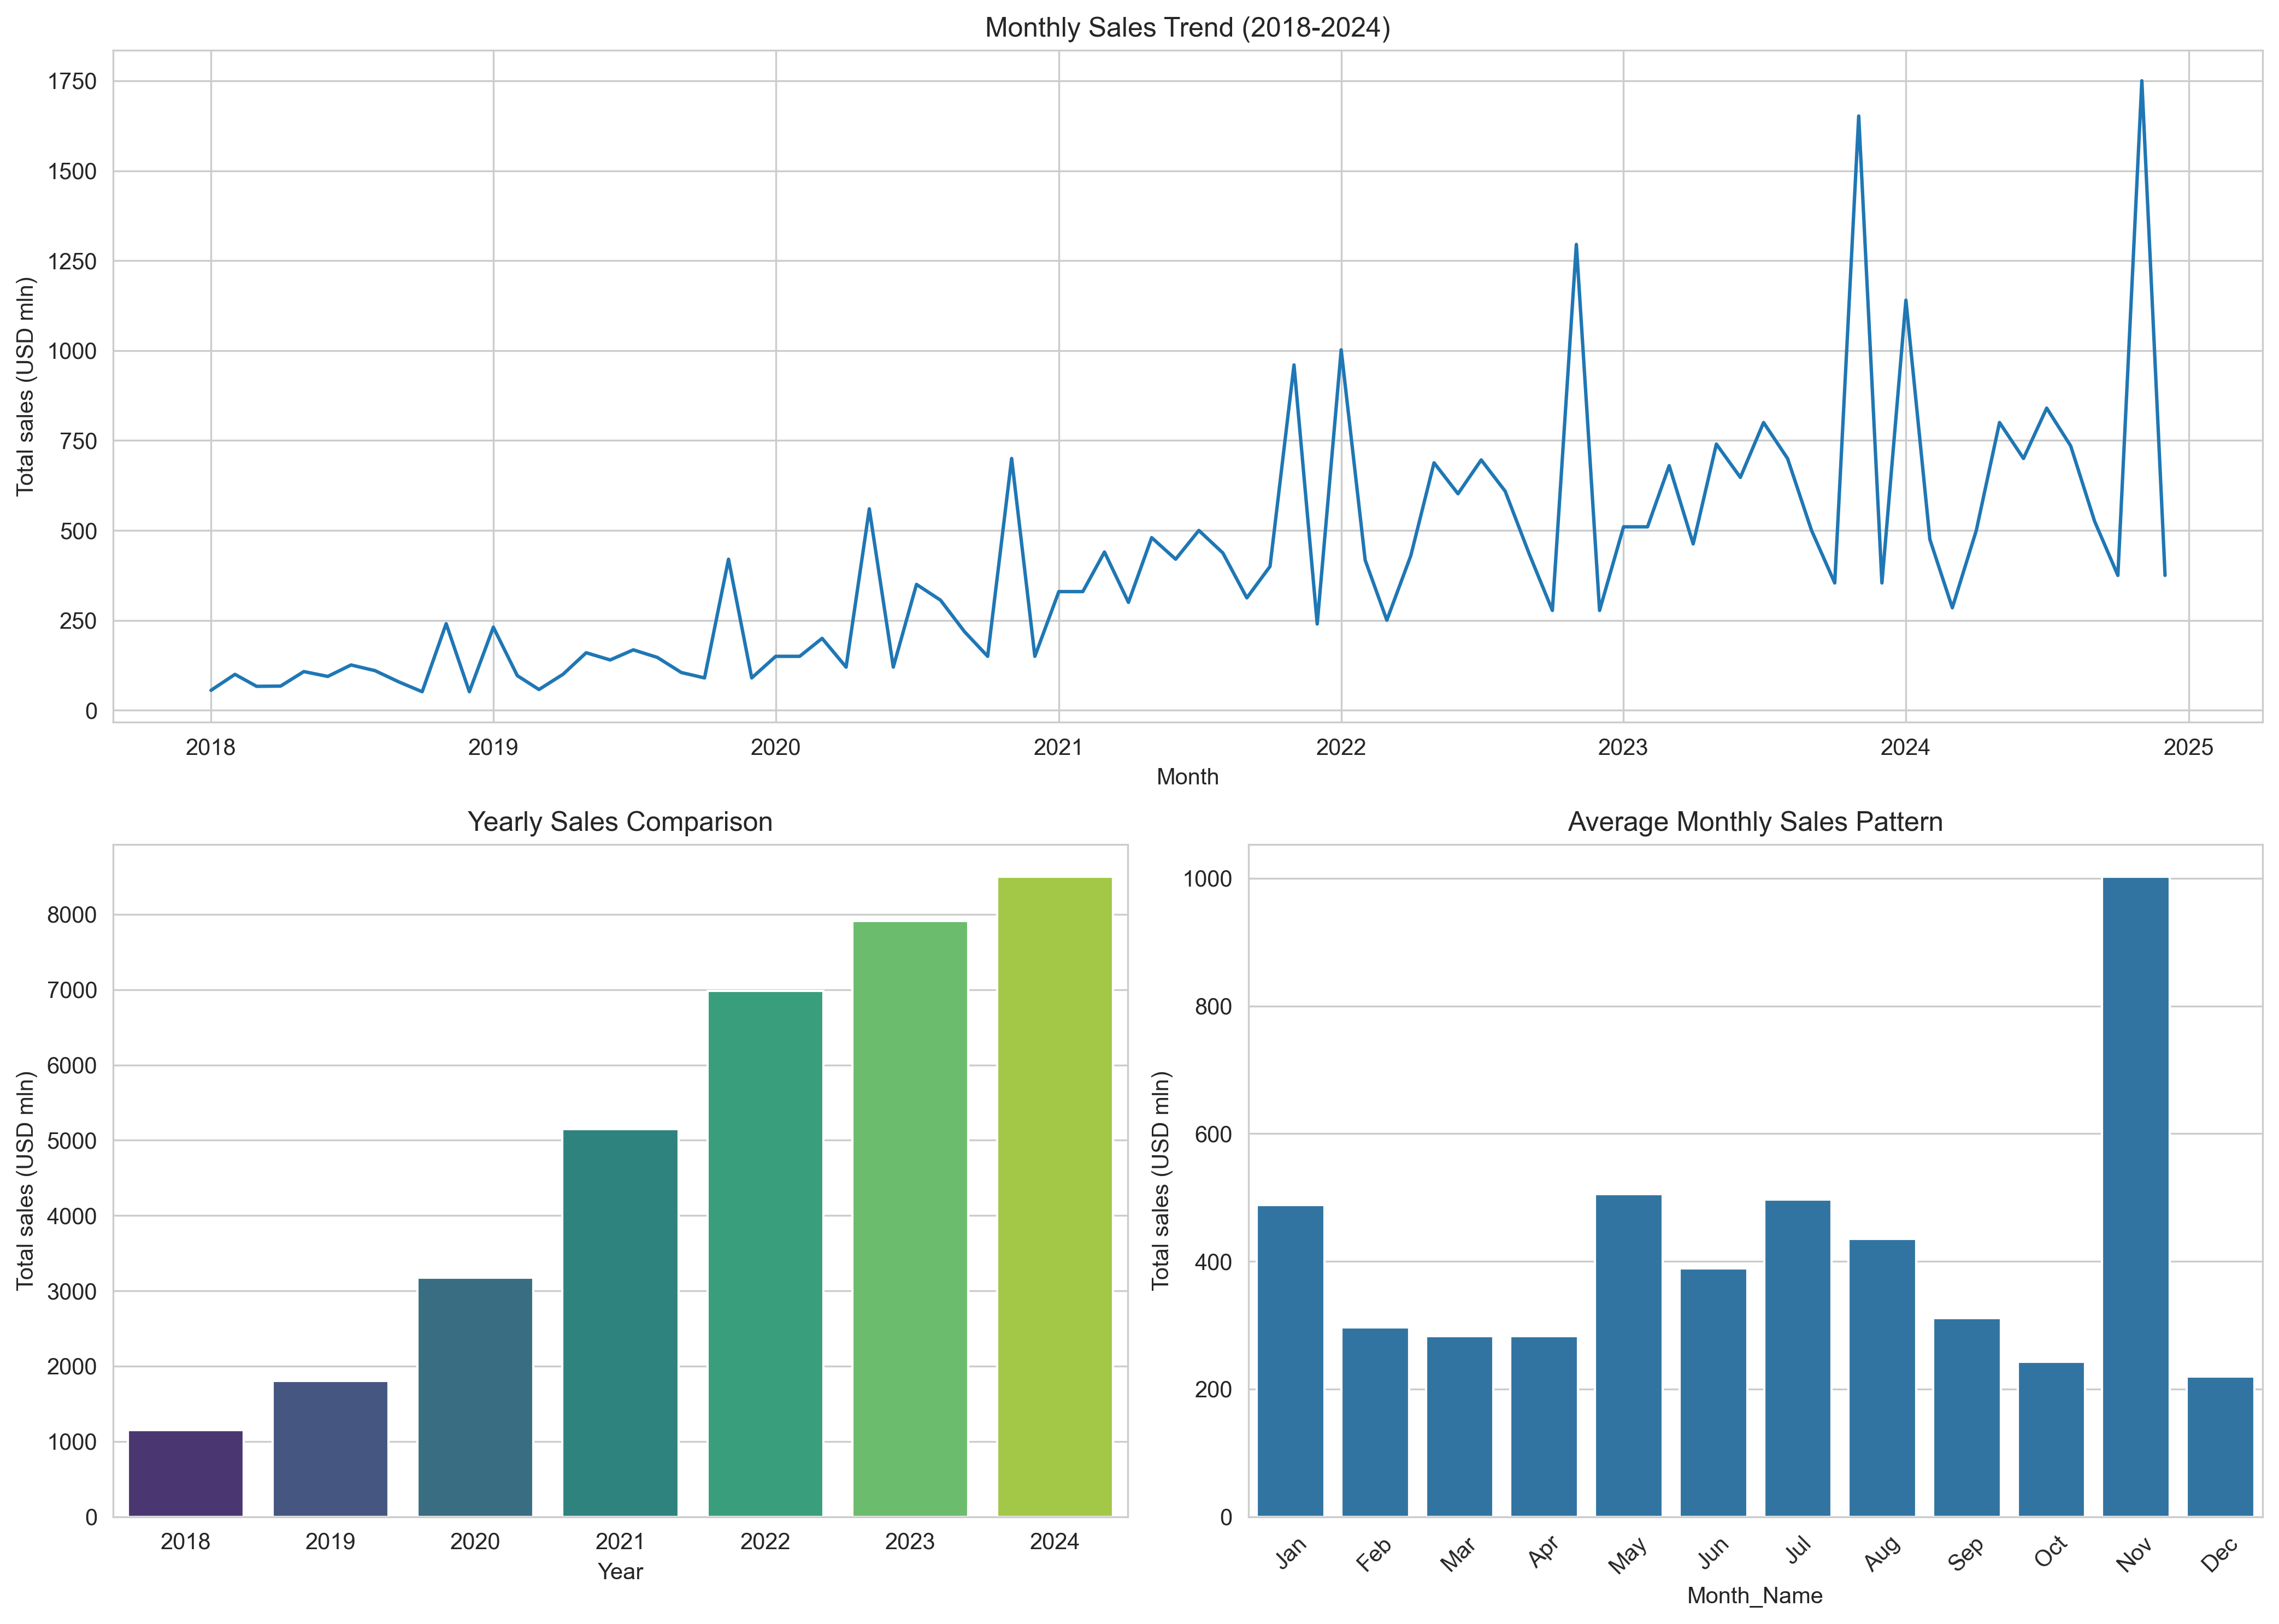 Monthly Sales Trend (2018-2024)
Total sales (USD mln)
1750
1500
1250
1000
750
500
250
0
2018 2019 2020 2021 2022 2023 2024 2025
Month
Yearly Sales Comparison
Total sales (USD mln)
8000
7000
6000
5000
4000
3000
2000
1000
0
2018 2019 2020 2021 2022 2023 2024
Year
Average Monthly Sales Pattern
Total sales (USD mln)
1000
800
600
400
200
0
Jan Feb Mar Apr May Jun Jul Aug Sep Oct Nov Dec
Month_Name